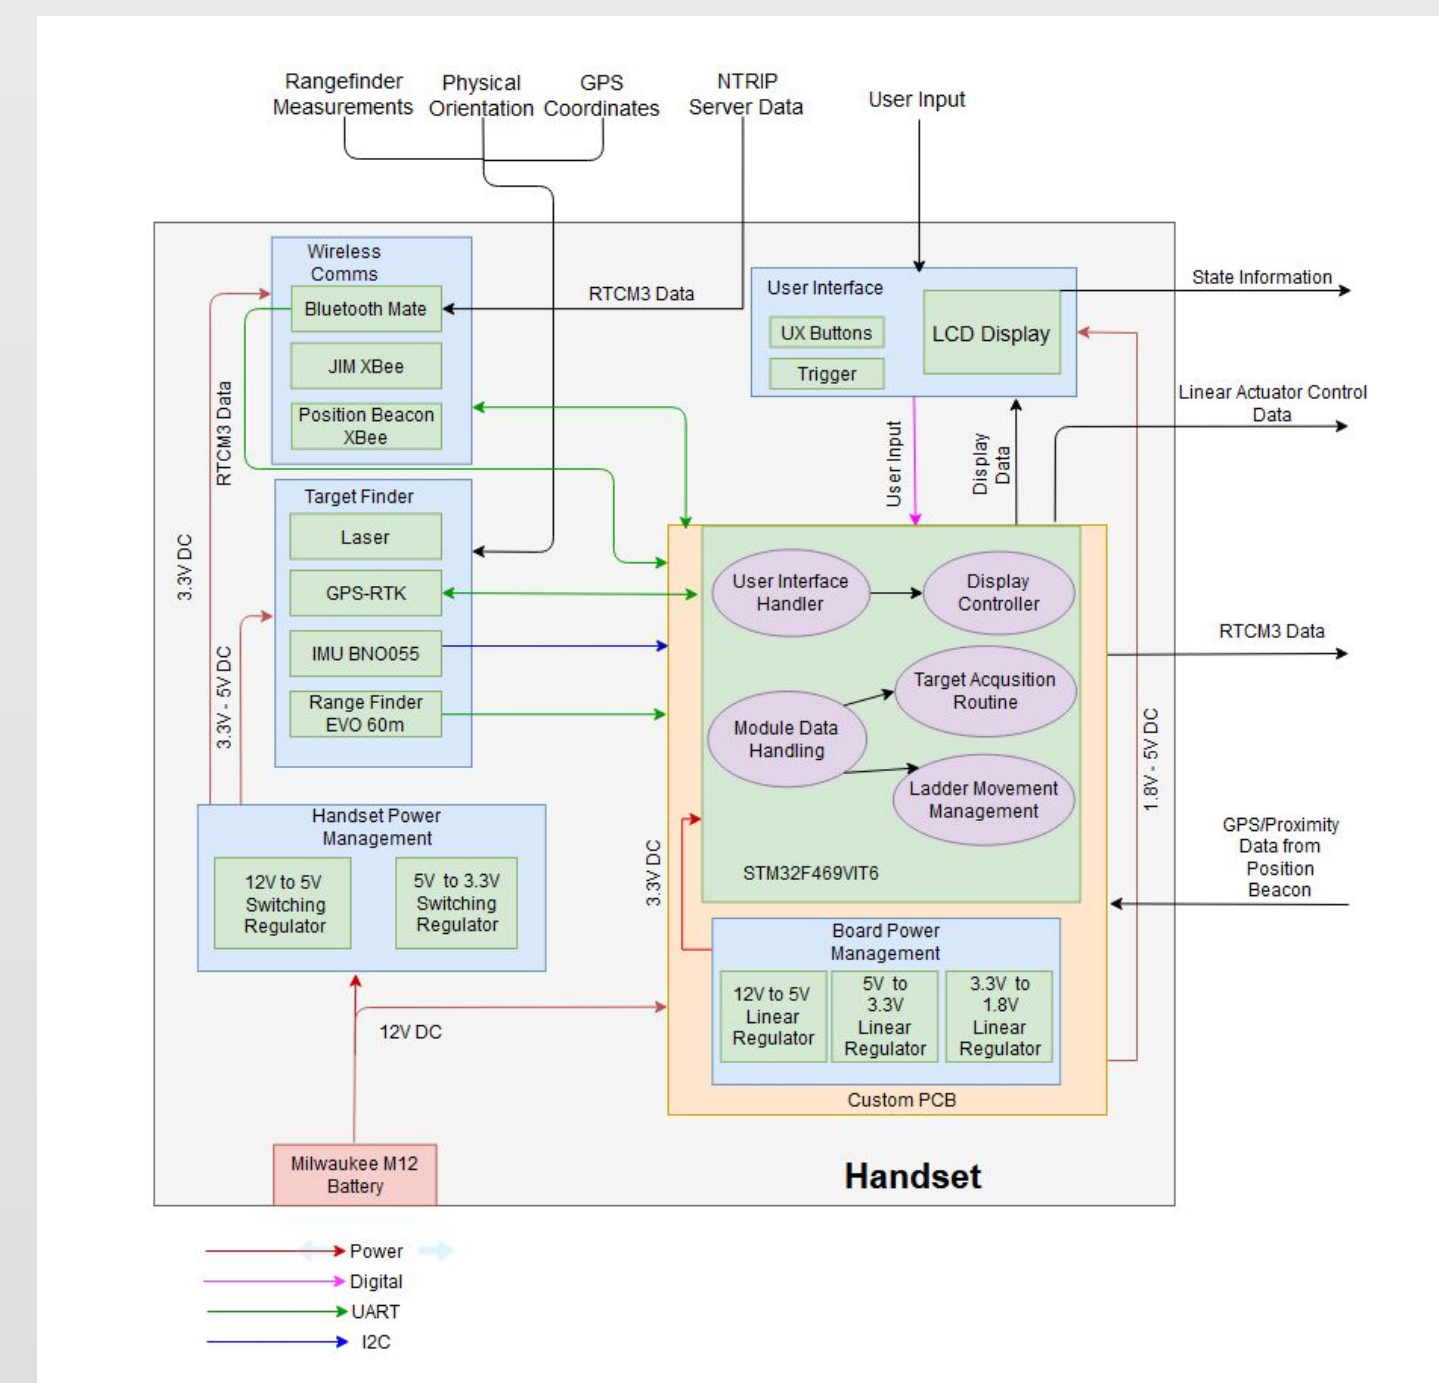 Rangefinder
Measurements
Physical
Orientation
GPS
Coordinates
NTRIP
Server Data
User Input
Wireless
Comms
Bluetooth Mate
JIM XBee
Position Beacon
XBee
RTCM3 Data
User Interface
UX Buttons
Trigger
LCD Display
State Information
Linear Actuator Control
Data
RTCM3 Data
3.3V DC
3.3V - 5V DC
Target Finder
Laser
GPS-RTK
IMU BNO055
Range Finder
EVO 60m
User Input
Display
Data
User Interface
Handler
Display
Controller
Target Acqusition
Routine
Module Data
Handling
Ladder Movement
Management
STM32F469VIT6
RTCM3 Data
1.8V - 5V DC
GPS/Proximity
Data from
Position
Beacon
Handset Power
Management
12V to 5V
Switching
Regulator
5V to 3.3V
Switching
Regulator
3.3V DC
Board Power
Management
12V to 5V
Linear
Regulator
5V to
3.3V
Linear
Regulator
3.3V to
1.8V
Linear
Regulator
Custom PCB
12V DC
Milwaukee M12
Battery
Handset
Power
Digital
UART
I2C